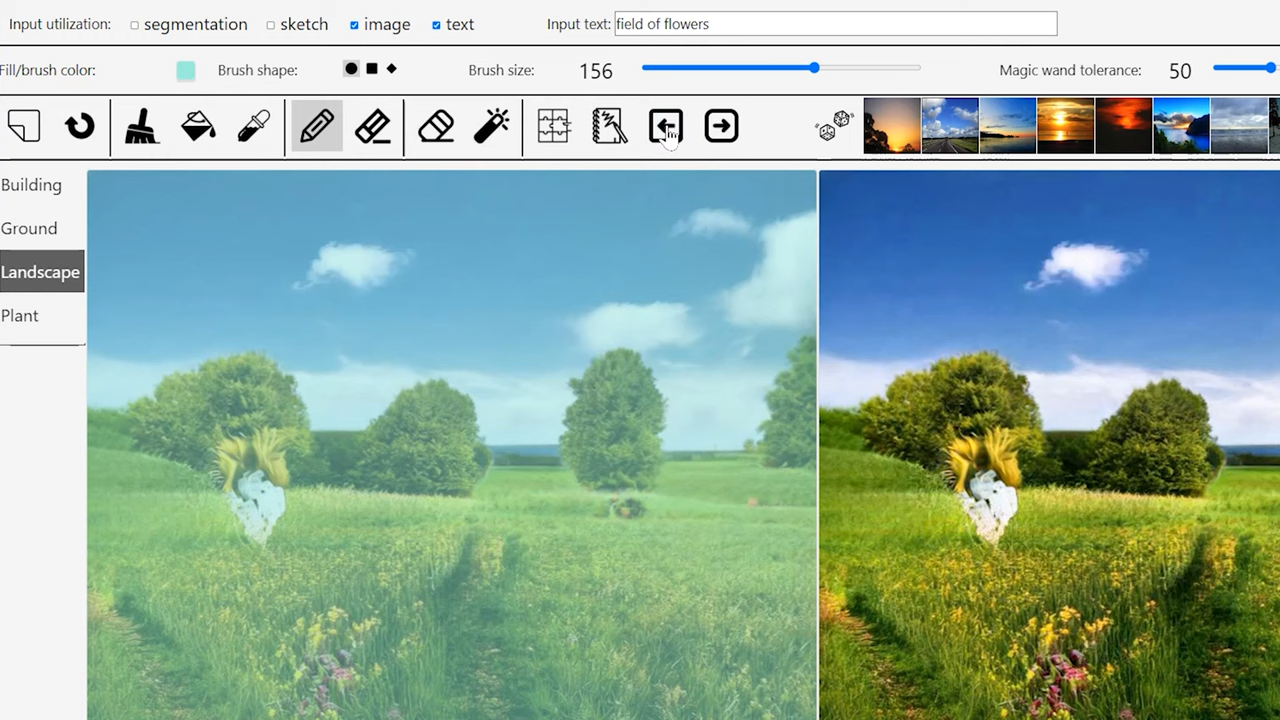 Input utilization: segmentation sketch image text Input text: field of flowers
Fill/brush color: Brush shape: Brush size: 156 Magic wand tolerance: 50
Building
Ground
Landscape
Plant